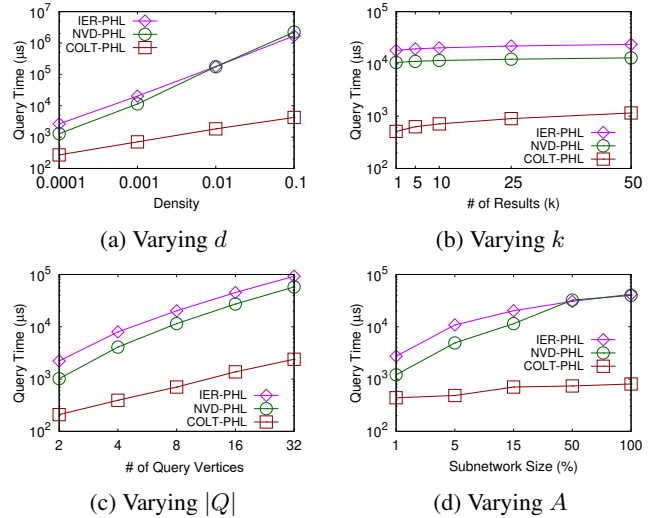 10^7
10^6
10^5
10^4
10^3
10^2
Query Time (µs)
IER-PHL
NVD-PHL
COLT-PHL
0.0001 0.001 0.01 0.1
Density
(a) Varying d
10^5
10^4
10^3
10^2
Query Time (µs)
IER-PHL
NVD-PHL
COLT-PHL
1 5 10 25 50
# of Results (k)
(b) Varying k
10^5
10^4
10^3
10^2
Query Time (µs)
IER-PHL
NVD-PHL
COLT-PHL
2 4 8 16 32
# of Query Vertices
(c) Varying |Q|
10^5
10^4
10^3
10^2
Query Time (µs)
IER-PHL
NVD-PHL
COLT-PHL
1 5 15 50 100
Subnetwork Size (%)
(d) Varying A